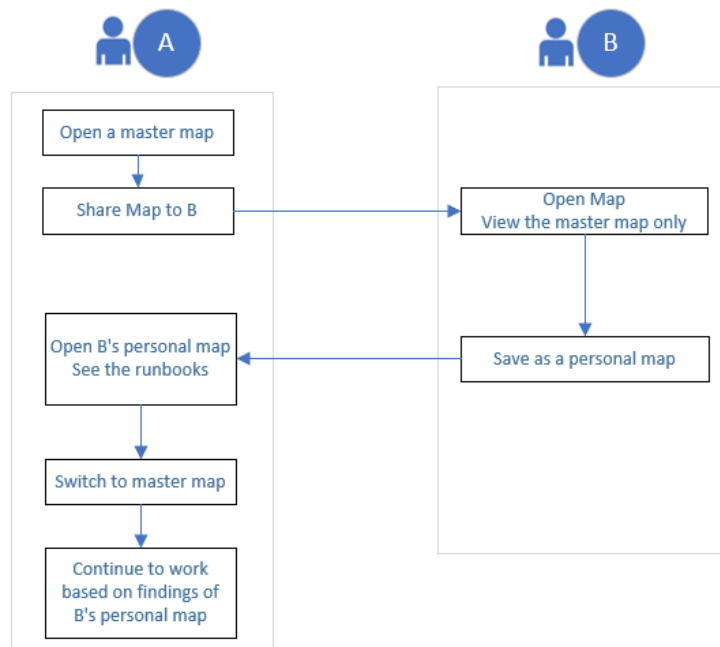 A
B
Open a master map
Share Map to B
Open Map
View the master map only
Open B's personal map
See the runbooks
Save as a personal map
Switch to master map
Continue to work
based on findings of
B's personal map